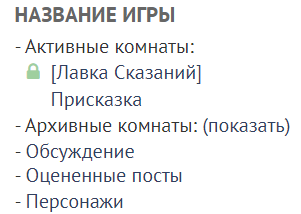 НАЗВАНИЕ ИГРЫ
- Активные комнаты:
[Лавка Сказаний]
Присказка
- Архивные комнаты: (показать)
- Обсуждение
- Оцененные посты
- Персонажи